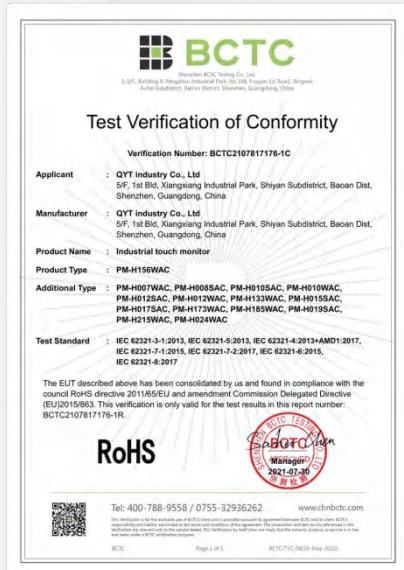 BCTC
Shenzhen BCTC Testing Co., Ltd.
Test Verification of Conformity
Verification Number: BCTC2107817176-1C
Applicant : QYT industry Co., Ltd
5/F, 1st Bld, Xiangxiang Industrial Park, Shiyan Subdistrict, Baoan Dist,
Shenzhen, Guangdong, China
Manufacturer : QYT industry Co., Ltd
5/F, 1st Bld, Xiangxiang Industrial Park, Shiyan Subdistrict, Baoan Dist,
Shenzhen, Guangdong, China
Product Name : Industrial touch monitor
Product Type : PM-H156WAC
Additional Type : PM-H007WAC, PM-H008SAC, PM-H010SAC, PM-H010WAC,
PM-H012SAC, PM-H012WAC, PM-H133WAC, PM-H015SAC,
PM-H017SAC, PM-H173WAC, PM-H185WAC, PM-H019SAC,
PM-H215WAC, PM-H024WAC
Test Standard : IEC 62321-3-1:2013, IEC 62321-5:2013, IEC 62321-4:2013+AMD1:2017,
IEC 62321-7-1:2015, IEC 62321-7-2:2017, IEC 62321-6:2015,
IEC 62321-8:2017
The EUT described above has been consolidated by us and found in compliance with the
council RoHS directive 2011/65/EU and amendment Commission Delegated Directive
(EU)2015/863. This verification is only valid for the test results in this report number:
BCTC2107817176-1R.
RoHS
BCTC
Manager
2021-07-30
Tel: 400-788-9558 / 0755-32936262 www.chnbctc.com
BCTC Page 1 of 1